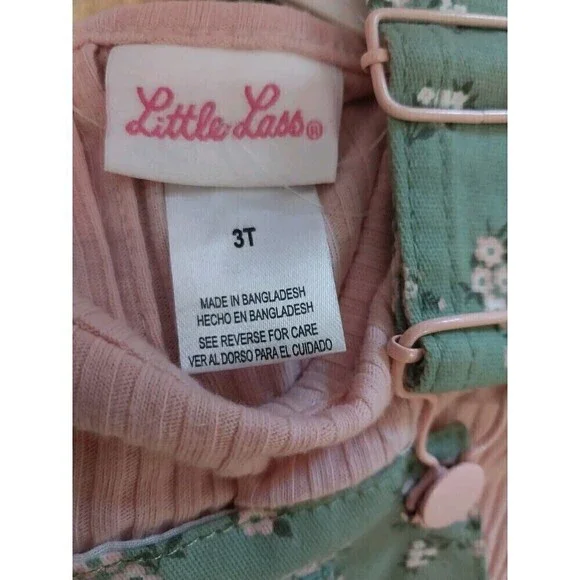 Little Lass®
3T
MADE IN BANGLADESH
HECHO EN BANGLADESH
SEE REVERSE FOR CARE
VER AL DORSO PARA EL CUIDADO